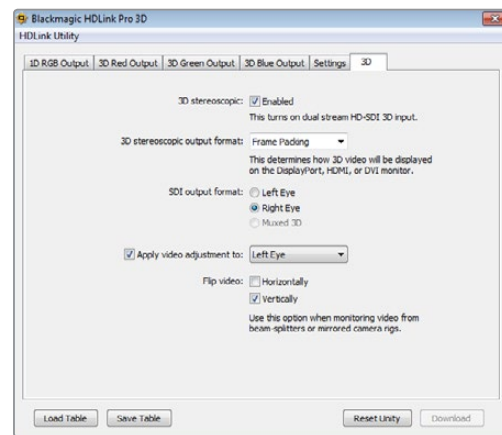 Blackmagic HDLink Pro 3D
HDLink Utility
1D RGB Output 3D Red Output 3D Green Output 3D Blue Output Settings 3D
3D stereoscopic: Enabled
This turns on dual stream HD-SDI 3D input.
3D stereoscopic output format: Frame Packing
This determines how 3D video will be displayed
on the DisplayPort, HDMI, or DVI monitor.
SDI output format: Left Eye
Right Eye
Muxed 3D
Apply video adjustment to: Left Eye
Flip video: Horizontally
Vertically
Use this option when monitoring video from
beam-splitters or mirrored camera rigs.
Load Table Save Table Reset Unity Download